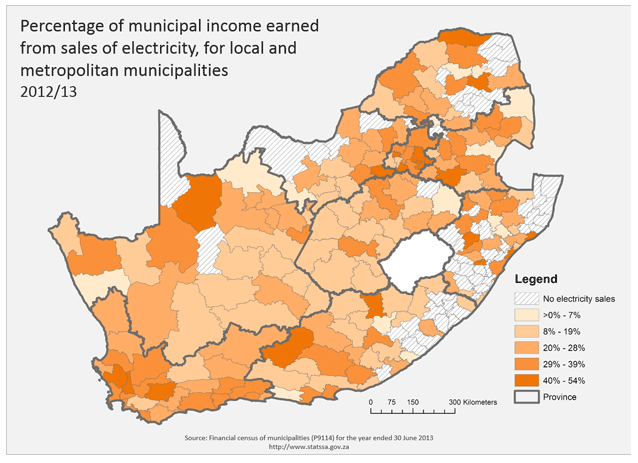 Percentage of municipal income earned
from sales of electricity, for local and
metropolitan municipalities
2012/13
Legend
No electricity sales
>0% - 7%
8% - 19%
20% - 28%
29% - 39%
40% - 54%
Province
0 75 150 300 Kilometers
Source: Financial census of municipalities (P9114) for the year ended 30 June 2013
http://www.statssa.gov.za